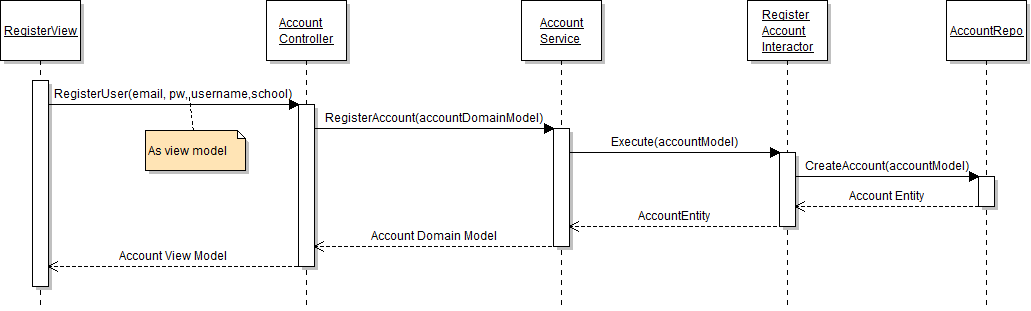 RegisterView
Account
Controller
Account
Service
Register
Account
Interactor
AccountRepo
RegisterUser(email, pw,,username,school)
As view model
RegisterAccount(accountDomainModel)
Execute(accountModel)
CreateAccount(accountModel)
Account Entity
AccountEntity
Account Domain Model
Account View Model